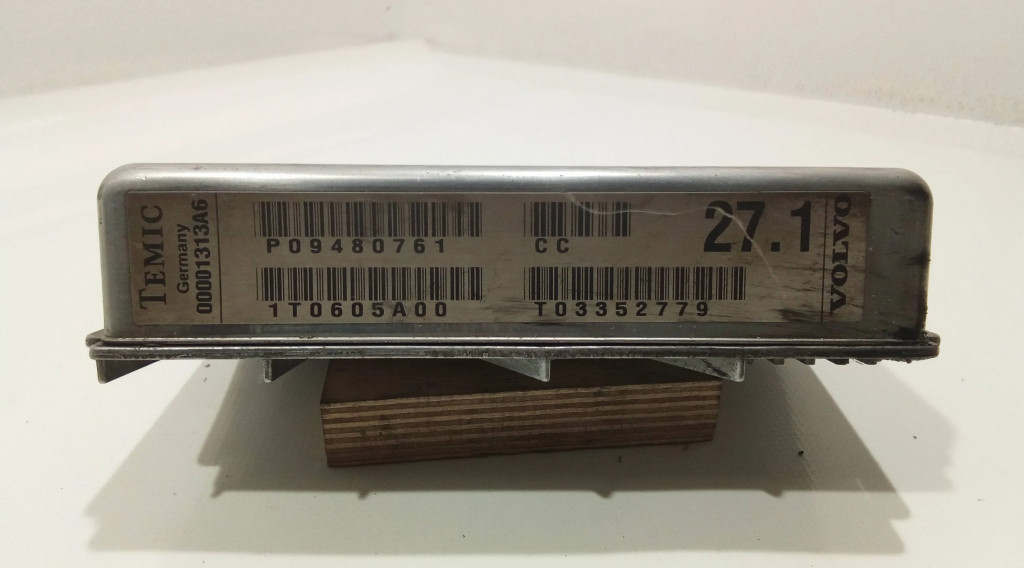 TEMIC
Germany
00001313A6
P09480761
1T0605A00
CC
T03352779
27.1
VOLVO